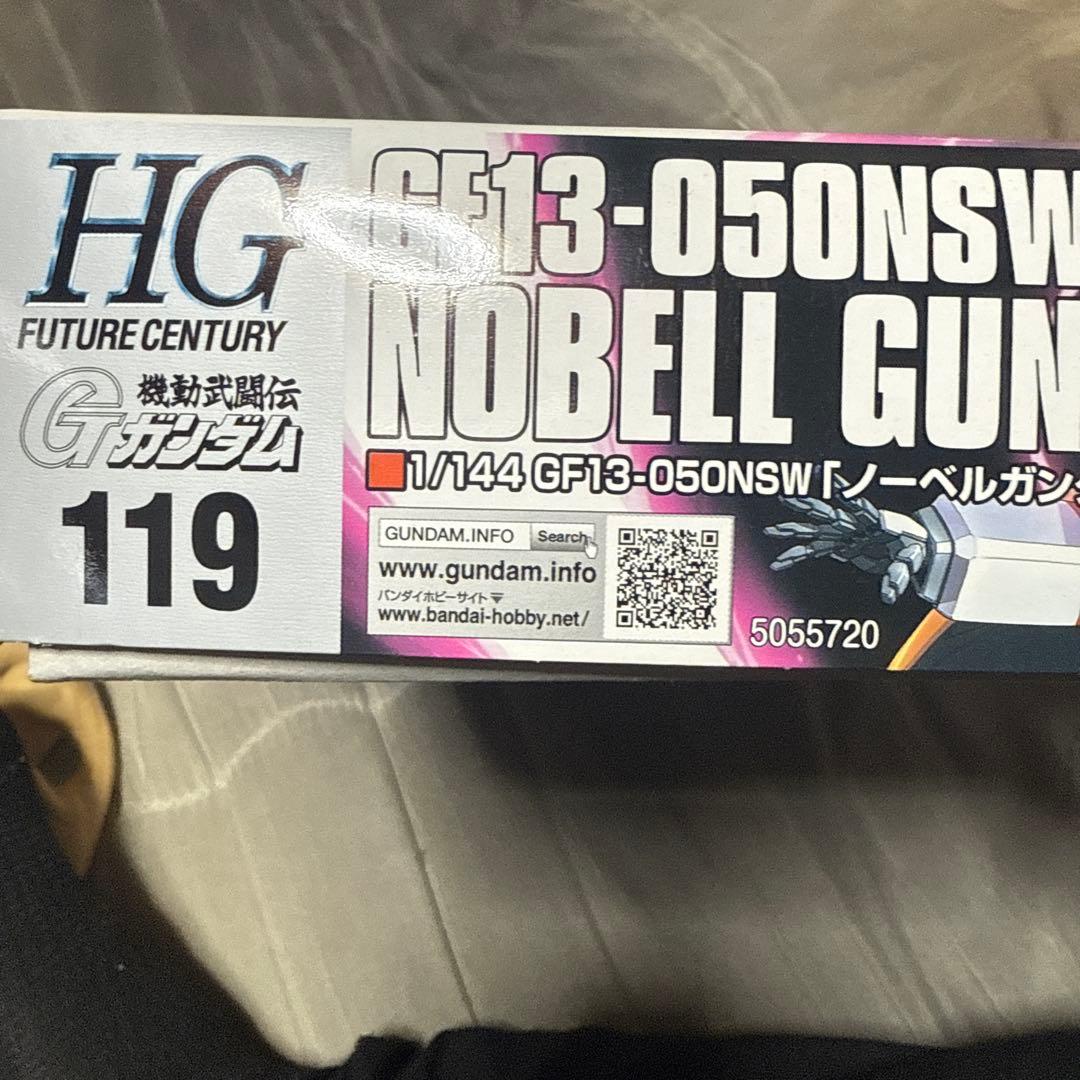 HG
FUTURE CENTURY
機動武闘伝
Gガンダム
119
GF13-050NSW
NOBELL GUN
■1/144 GF13-050NSW「ノーベルガン
GUNDAM.INFO Search
www.gundam.info
バンダイホビーサイト▼
www.bandai-hobby.net/
5055720